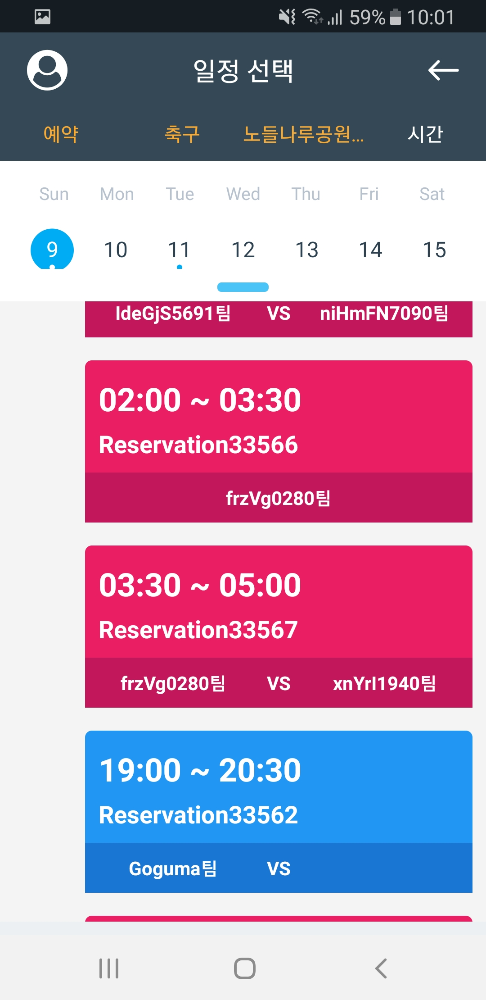 59% 10:01
일정 선택
예약 축구 노들나루공원... 시간
Sun Mon Tue Wed Thu Fri Sat
9 10 11 12 13 14 15
IdeGjS5691팀 VS niHmFN7090팀
02:00 ~ 03:30
Reservation33566
frzVg0280팀
03:30 ~ 05:00
Reservation33567
frzVg0280팀 VS xnYrI1940팀
19:00 ~ 20:30
Reservation33562
Goguma팀 VS